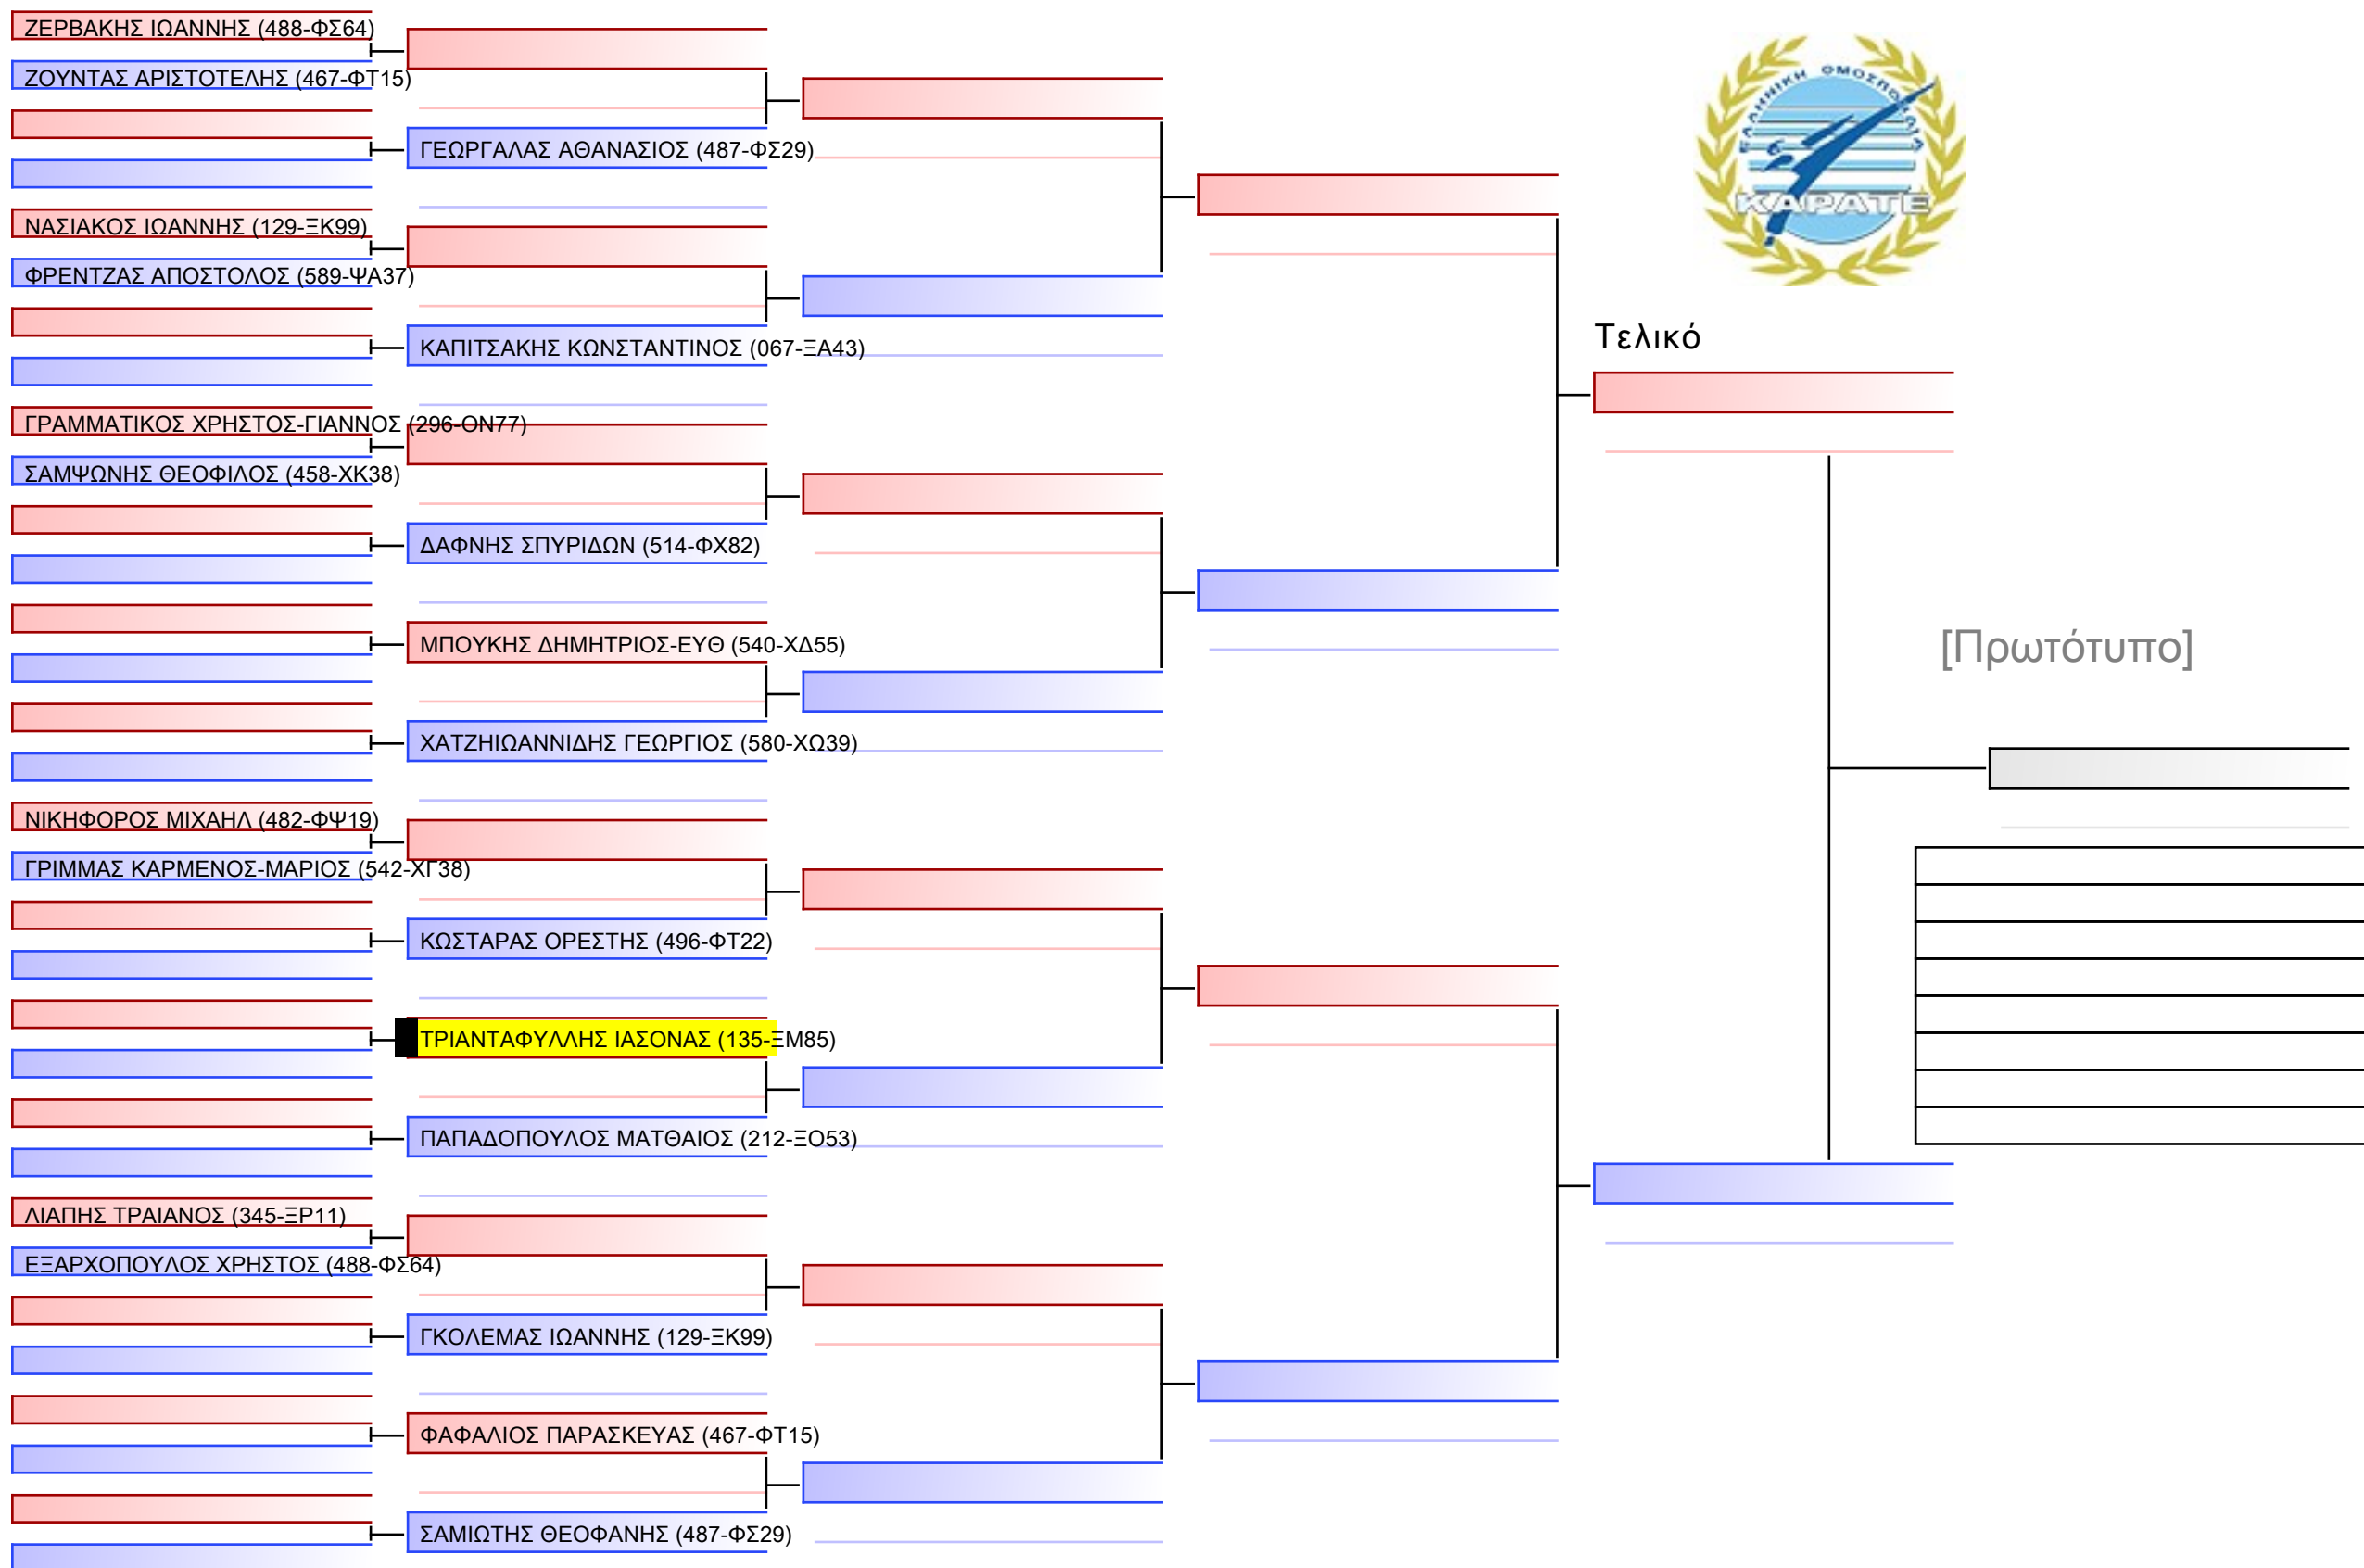 ΖΕΡΒΑΚΗΣ ΙΩΑΝΝΗΣ (488-ΦΣ64)
ΖΟΥΝΤΑΣ ΑΡΙΣΤΟΤΕΛΗΣ (467-ΦΤ15)
ΓΕΩΡΓΑΛΑΣ ΑΘΑΝΑΣΙΟΣ (487-ΦΣ29)
ΝΑΣΙΑΚΟΣ ΙΩΑΝΝΗΣ (129-ΞΚ99)
ΦΡΕΝΤΖΑΣ ΑΠΟΣΤΟΛΟΣ (589-ΨΑ37)
ΚΑΠΙΤΣΑΚΗΣ ΚΩΝΣΤΑΝΤΙΝΟΣ (067-ΞΑ43)
ΓΡΑΜΜΑΤΙΚΟΣ ΧΡΗΣΤΟΣ-ΓΙΑΝΝΟΣ (296-ΟΝ77)
ΣΑΜΨΩΝΗΣ ΘΕΟΦΙΛΟΣ (458-ΧΚ38)
ΔΑΦΝΗΣ ΣΠΥΡΙΔΩΝ (514-ΦΧ82)
ΜΠΟΥΚΗΣ ΔΗΜΗΤΡΙΟΣ-ΕΥΘ (540-ΧΔ55)
ΧΑΤΖΗΙΩΑΝΝΙΔΗΣ ΓΕΩΡΓΙΟΣ (580-ΧΩ39)
ΝΙΚΗΦΟΡΟΣ ΜΙΧΑΗΛ (482-ΦΨ19)
ΓΡΙΜΜΑΣ ΚΑΡΜΕΝΟΣ-ΜΑΡΙΟΣ (542-ΧΓ38)
ΚΩΣΤΑΡΑΣ ΟΡΕΣΤΗΣ (496-ΦΤ22)
ΤΡΙΑΝΤΑΦΥΛΛΗΣ ΙΑΣΟΝΑΣ (135-ΞΜ85)
ΠΑΠΑΔΟΠΟΥΛΟΣ ΜΑΤΘΑΙΟΣ (212-ΞΟ53)
ΛΙΑΠΗΣ ΤΡΑΙΑΝΟΣ (345-ΞΡ11)
ΕΞΑΡΧΟΠΟΥΛΟΣ ΧΡΗΣΤΟΣ (488-ΦΣ64)
ΓΚΟΛΕΜΑΣ ΙΩΑΝΝΗΣ (129-ΞΚ99)
ΦΑΦΑΛΙΟΣ ΠΑΡΑΣΚΕΥΑΣ (467-ΦΤ15)
ΣΑΜΙΩΤΗΣ ΘΕΟΦΑΝΗΣ (487-ΦΣ29)
ΕΛΛΗΝΙΚΗ ΟΜΟΣΠΟΝΔΙΑ
ΚΑΡΑΤΕ
Τελικό
[Πρωτότυπο]